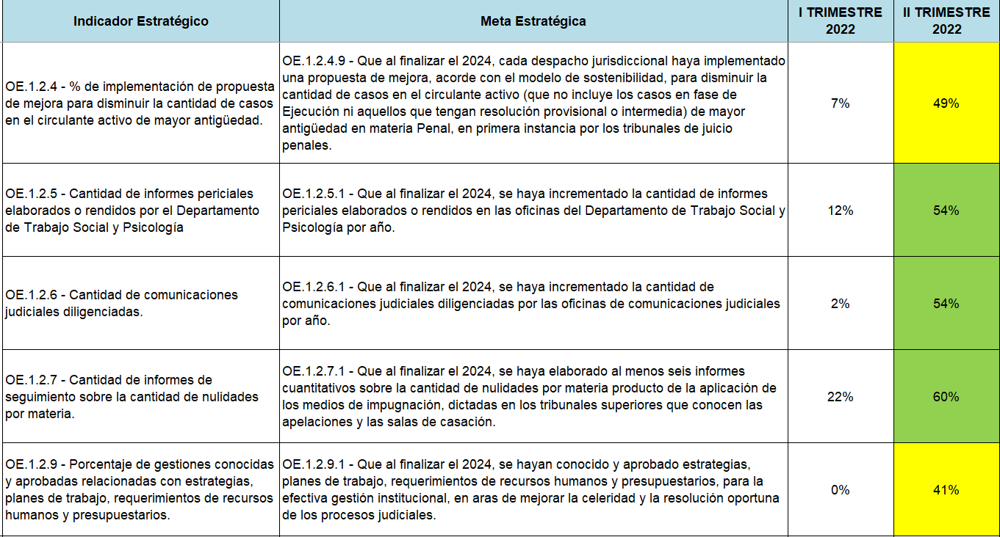 Indicador Estratégico
Meta Estratégica
I TRIMESTRE
2022
II TRIMESTRE
2022
OE.1.2.4 - % de implementación de propuesta
de mejora para disminuir la cantidad de casos
en el circulante activo de mayor antigüedad.
OE.1.2.4.9 - Que al finalizar el 2024, cada despacho jurisdiccional haya implementado
una propuesta de mejora, acorde con el modelo de sostenibilidad, para disminuir la
cantidad de casos en el circulante activo (que no incluye los casos en fase de
Ejecución ni aquellos que tengan resolución provisional o intermedia) de mayor
antigüedad en materia Penal, en primera instancia por los tribunales de juicio
penales.
7%
49%
OE.1.2.5 - Cantidad de informes periciales
elaborados o rendidos por el Departamento
de Trabajo Social y Psicología
OE.1.2.5.1 - Que al finalizar el 2024, se haya incrementado la cantidad de informes
periciales elaborados o rendidos en las oficinas del Departamento de Trabajo Social y
Psicología por año.
12%
54%
OE.1.2.6 - Cantidad de comunicaciones
judiciales diligenciadas.
OE.1.2.6.1 - Que al finalizar el 2024, se haya incrementado la cantidad de
comunicaciones judiciales diligenciadas por las oficinas de comunicaciones judiciales
por año.
2%
54%
OE.1.2.7 - Cantidad de informes de
seguimiento sobre la cantidad de nulidades
por materia.
OE.1.2.7.1 - Que al finalizar el 2024, se haya elaborado al menos seis informes
cuantitativos sobre la cantidad de nulidades por materia producto de la aplicación de
los medios de impugnación, dictadas en los tribunales superiores que conocen las
apelaciones y las salas de casación.
22%
60%
OE.1.2.9 - Porcentaje de gestiones conocidas
y aprobadas relacionadas con estrategias,
planes de trabajo, requerimientos de recursos
humanos y presupuestarios.
OE.1.2.9.1 - Que al finalizar el 2024, se hayan conocido y aprobado estrategias,
planes de trabajo, requerimientos de recursos humanos y presupuestarios, para la
efectiva gestión institucional, en aras de mejorar la celeridad y la resolución oportuna
de los procesos judiciales.
0%
41%